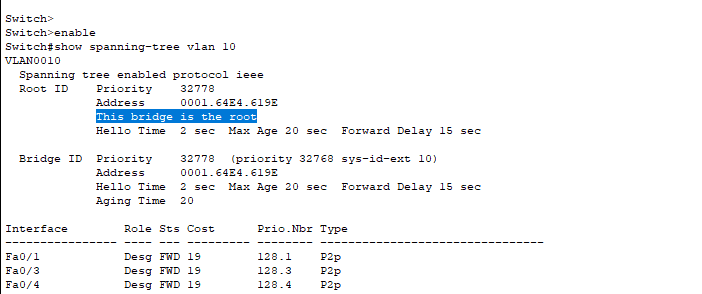 Switch>
Switch>enable
Switch#show spanning-tree vlan 10
VLAN0010
  Spanning tree enabled protocol ieee
  Root ID    Priority    32778
             Address     0001.64E4.619E
             This bridge is the root
             Hello Time  2 sec  Max Age 20 sec  Forward Delay 15 sec

  Bridge ID  Priority    32778  (priority 32768 sys-id-ext 10)
             Address     0001.64E4.619E
             Hello Time  2 sec  Max Age 20 sec  Forward Delay 15 sec
             Aging Time  20

Interface        Role Sts Cost      Prio.Nbr Type
---------------- ---- --- --------- -------- --------------------------------
Fa0/1            Desg FWD 19        128.1    P2p
Fa0/3            Desg FWD 19        128.3    P2p
Fa0/4            Desg FWD 19        128.4    P2p